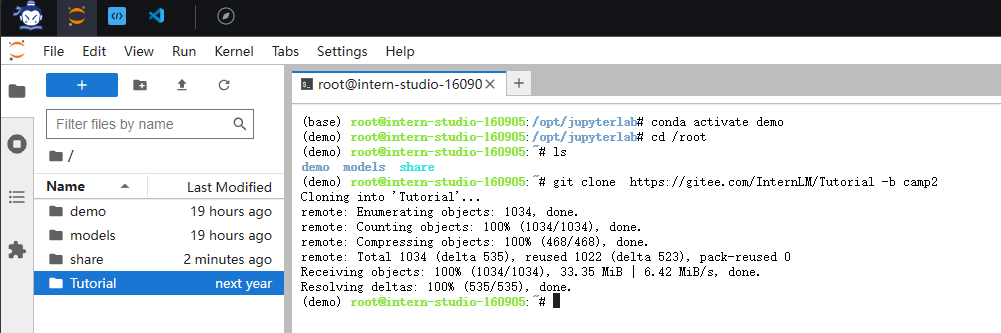 File Edit View Run Kernel Tabs Settings Help
+
Filter files by name
/
Name Last Modified
demo 19 hours ago
models 19 hours ago
share 2 minutes ago
Tutorial next year
root@intern-studio-16090
(base) root@intern-studio-160905:/opt/jupyterlab# conda activate demo
(demo) root@intern-studio-160905:/opt/jupyterlab# cd /root
(demo) root@intern-studio-160905:~# ls
demo models share
(demo) root@intern-studio-160905:~# git clone  https://gitee.com/InternLM/Tutorial -b camp2
Cloning into 'Tutorial'...
remote: Enumerating objects: 1034, done.
remote: Counting objects: 100% (1034/1034), done.
remote: Compressing objects: 100% (468/468), done.
remote: Total 1034 (delta 535), reused 1022 (delta 523), pack-reused 0
Receiving objects: 100% (1034/1034), 33.35 MiB | 6.42 MiB/s, done.
Resolving deltas: 100% (535/535), done.
(demo) root@intern-studio-160905:~#